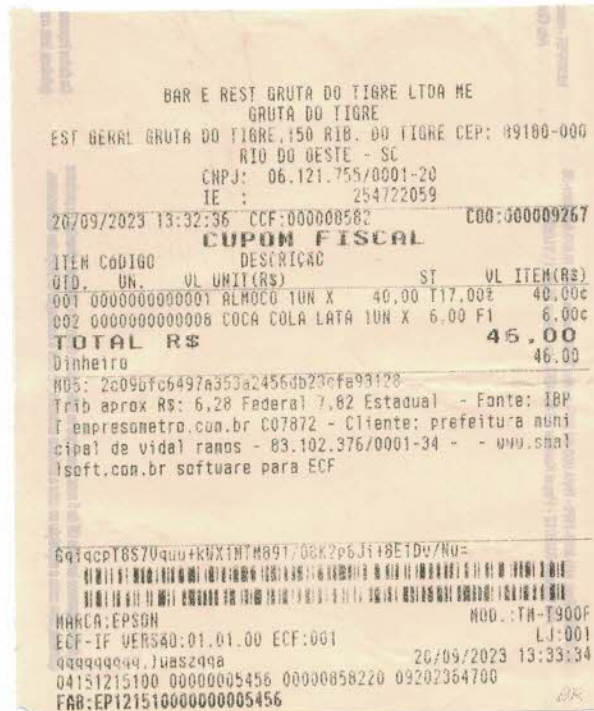 BAR E REST GRUTA DO TIGRE LTDA ME
GRUTA DO TIGRE
EST GERAL GRUTA DO TIGRE,150 RIB. DO TIGRE CEP: 89180-000
RIO DO OESTE - SC
CNPJ: 06.121.755/0001-20
IE : 254722059
20/09/2023 13:32:36 CCF:000008582 COO:000009267
CUPOM FISCAL
ITEM CÓDIGO DESCRIÇÃO
QTD. UN. VL UNIT(R$) ST VL ITEM(R$)
001 0000000000001 ALMOCO 1UN X 40,00 T17,00% 40,00¢
002 0000000000008 COCA COLA LATA 1UN X 6,00 F1 6,00¢
TOTAL R$ 46,00
Dinheiro 46,00
MD5:
Trib aprox R$: 6,28 Federal 7,82 Estadual - Fonte: IBP
T empresometro.com.br C07872 - Cliente: prefeitura muni
cipal de vidal ramos - 83.102.376/0001-34 - - www.smal
lsoft.com.br software para ECF
MARCA:EPSON MOD.:TM-T900F
ECF-IF VERSÃO:01.01.00 ECF:001 LJ:001
20/09/2023 13:33:34
04151215100 00000005456 00000858220 09202364700
FAB:EP121510000000005456